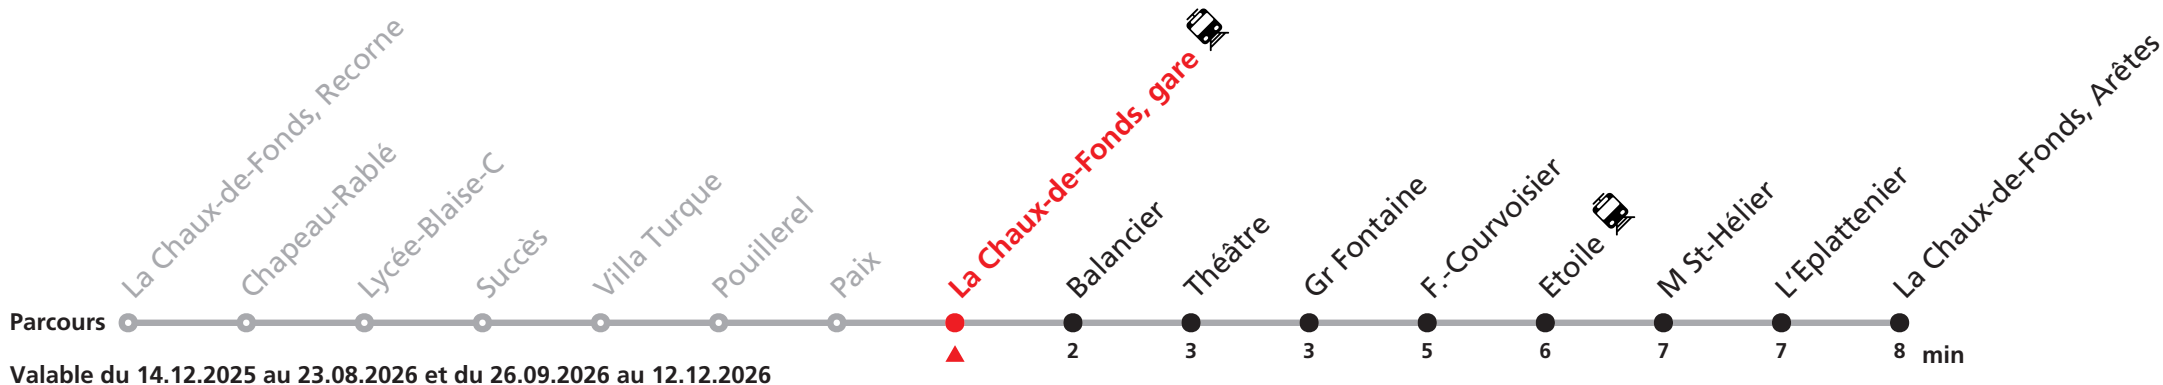 La Chaux-de-Fonds, Recorne
Chapeau-Rablé
Lycée-Blaise-C
Succès
Villa Turque
Pouillerel
Paix
La Chaux-de-Fonds, gare
Balancier
Théâtre
Gr Fontaine
F.-Courvoisier
Etoile
M St-Hélier
L'Eplattenier
La Chaux-de-Fonds, Arêtes
Parcours
2 3 3 5 6 7 7 8 min
Valable du 14.12.2025 au 23.08.2026 et du 26.09.2026 au 12.12.2026